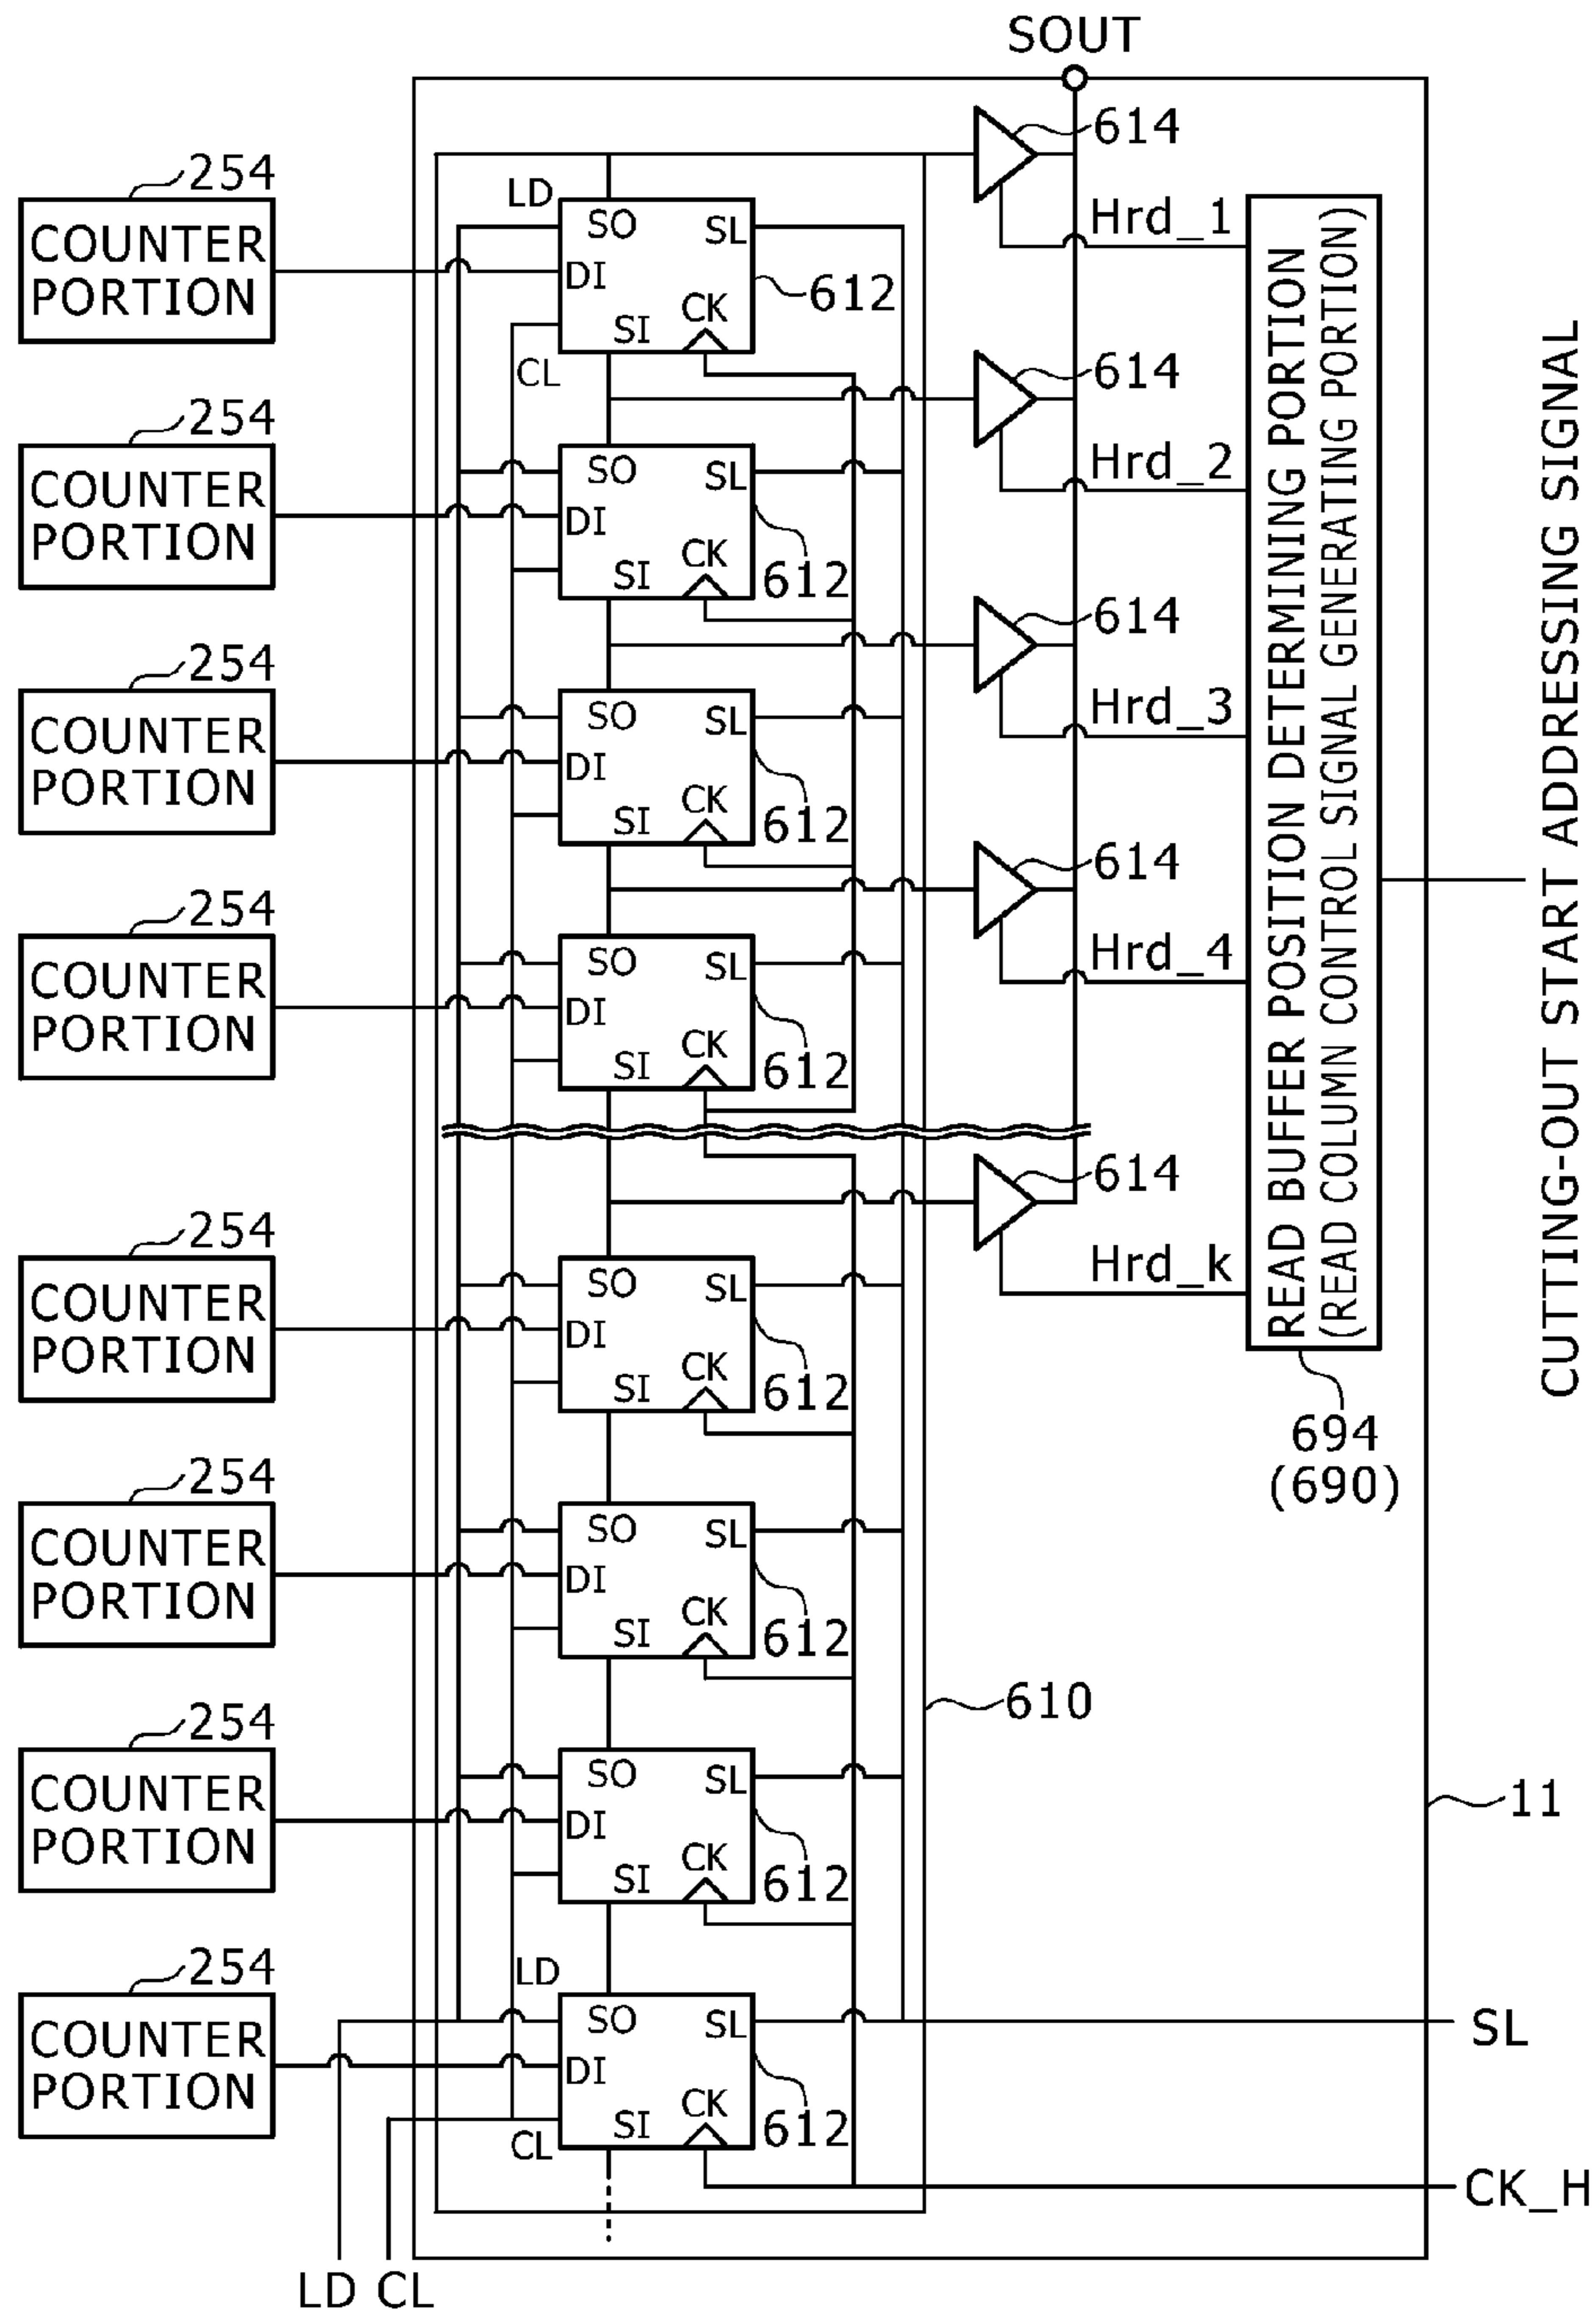 SOUT
614
254
COUNTER
PORTION
LD
SO
SL
DI
CK
SI
612
CL
Hrd_1
614
254
COUNTER
PORTION
SO
SL
DI
CK
SI
612
Hrd_2
614
254
COUNTER
PORTION
SO
SL
DI
CK
SI
612
Hrd_3
614
254
COUNTER
PORTION
SO
SL
DI
CK
SI
612
Hrd_4
614
254
COUNTER
PORTION
SO
SL
DI
CK
SI
612
Hrd_k
READ BUFFER POSITION DETERMINING PORTION
(READ COLUMN CONTROL SIGNAL GENERATING PORTION)
694
(690)
CUTTING-OUT START ADDRESSING SIGNAL
254
COUNTER
PORTION
SO
SL
DI
CK
SI
612
610
254
COUNTER
PORTION
SO
SL
DI
CK
SI
612
11
254
COUNTER
PORTION
LD
SO
SL
DI
CK
SI
612
CL
SL
CK_H
LD CL